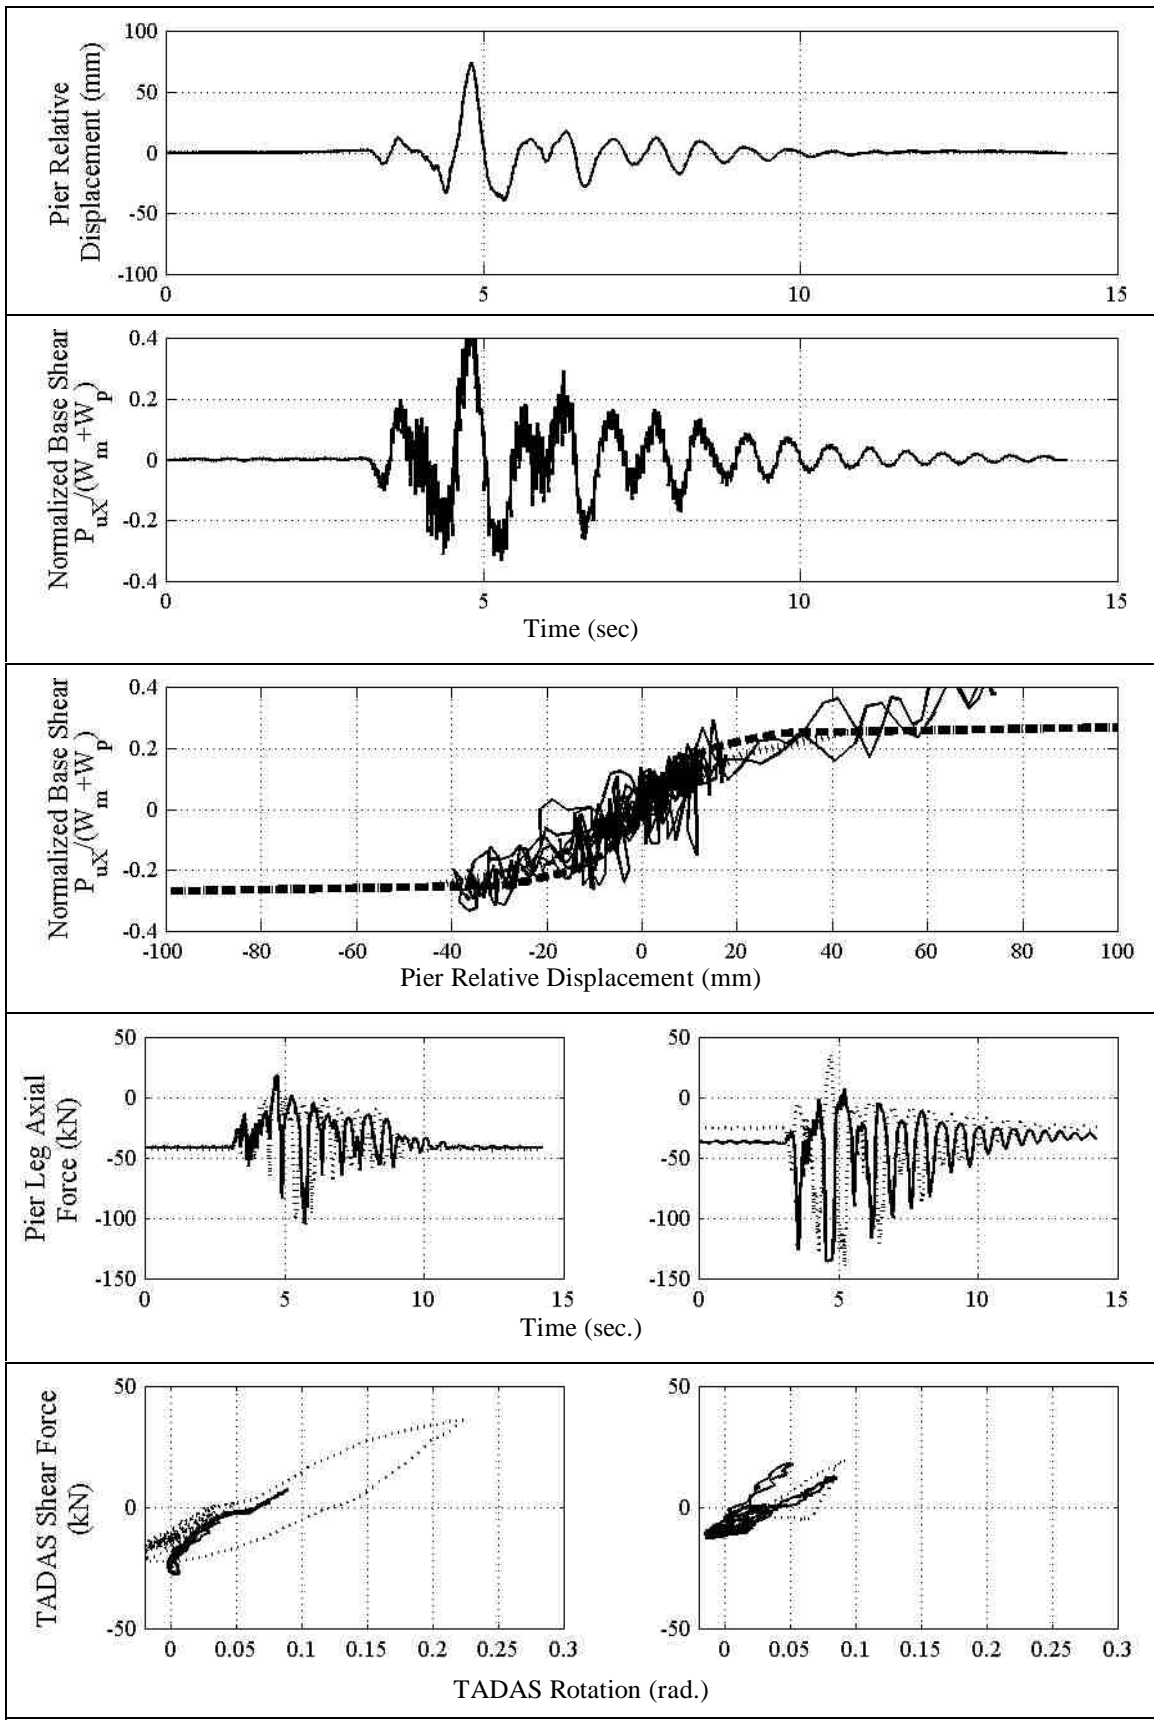 Pier Relative
Displacement (mm)
100
50
0
-50
-100
0 5 10 15
Normalized Base Shear
PuX/(Wm+Wp)
0.4
0.2
0
-0.2
-0.4
0 5 10 15
Time (sec)
Normalized Base Shear
PuX/(Wm+Wp)
0.4
0.2
0
-0.2
-0.4
-100 -80 -60 -40 -20 0 20 40 60 80 100
Pier Relative Displacement (mm)
Pier Leg Axial
Force (kN)
50
0
-50
-100
-150
0 5 10 15
50
0
-50
-100
-150
0 5 10 15
Time (sec.)
TADAS Shear Force
(kN)
50
0
-50
0 0.05 0.1 0.15 0.2 0.25 0.3
50
0
-50
0 0.05 0.1 0.15 0.2 0.25 0.3
TADAS Rotation (rad.)